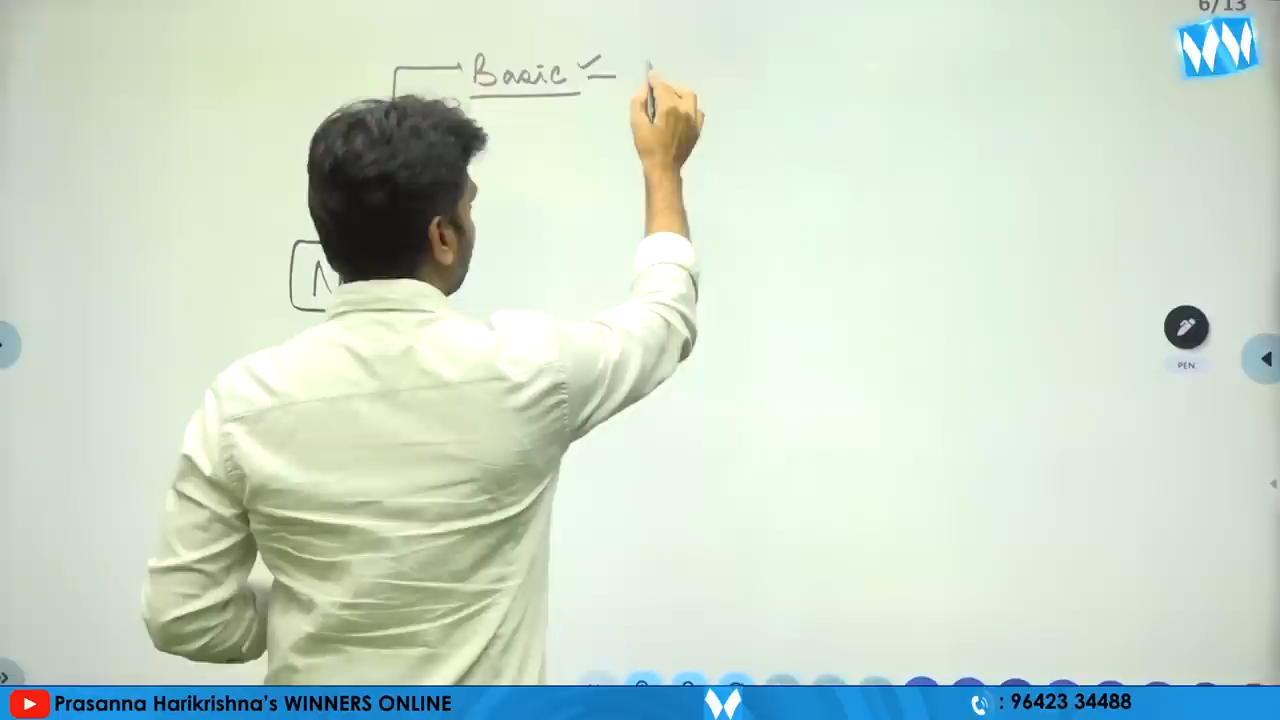 6/13
W
Basic ✓ –
N
PEN
Prasanna Harikrishna's WINNERS ONLINE
: 96423 34488